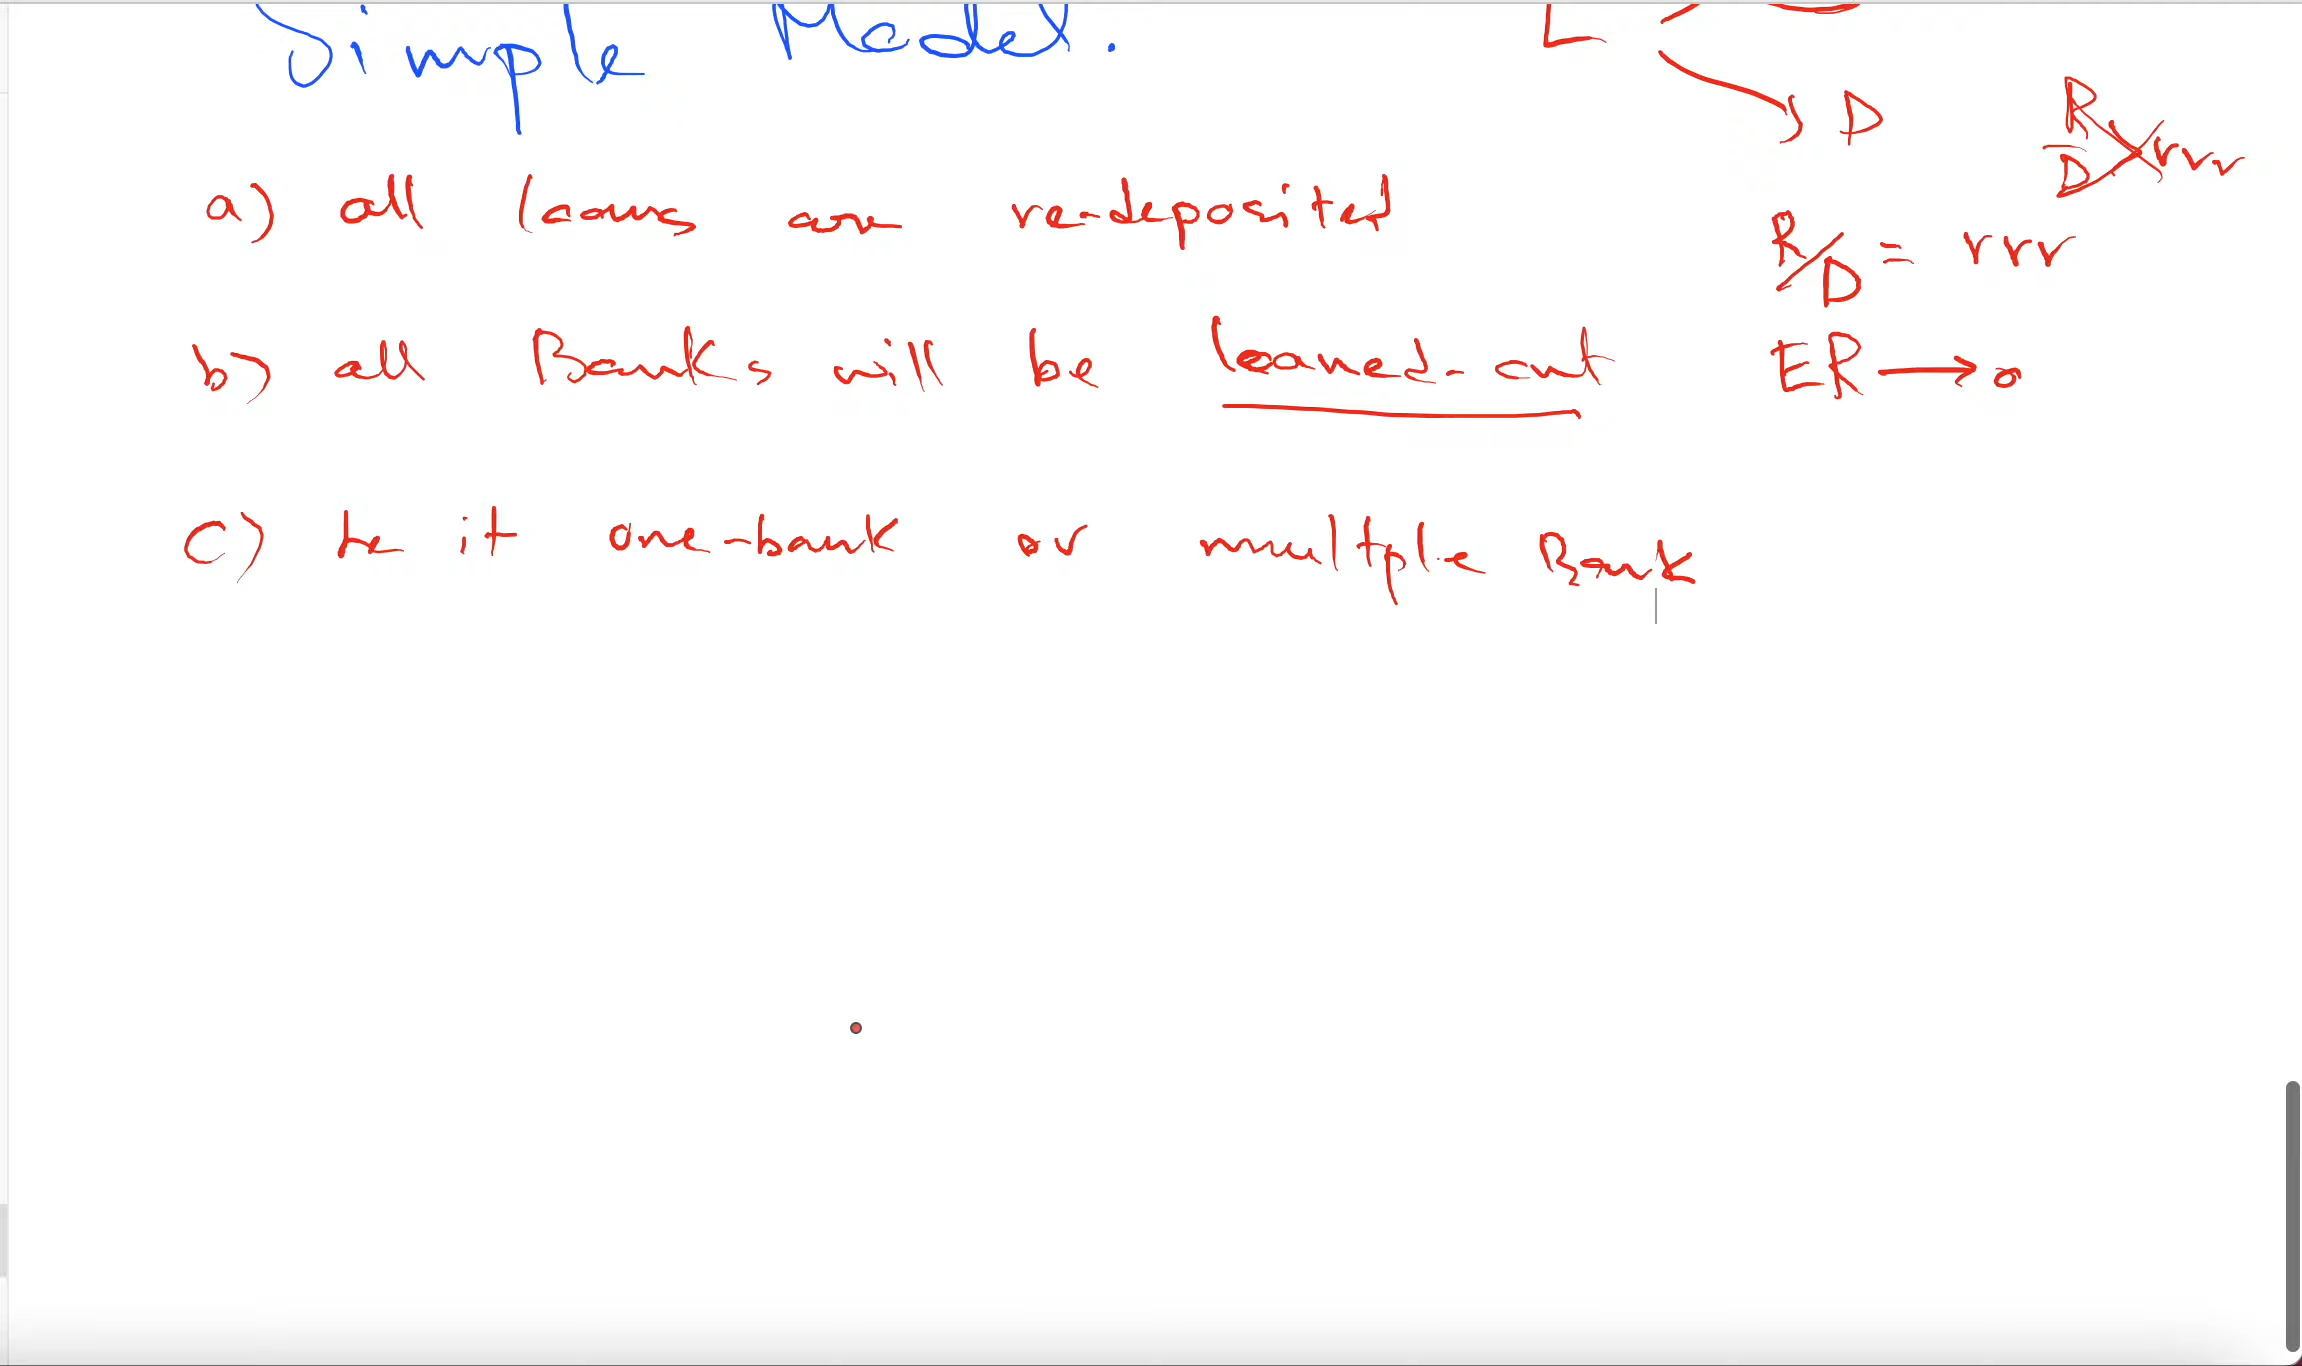 Simple Model.
L
D
R/D > rrr
a) all loans are re-deposited
R/D = rrr
b) all Banks will be loaned-out ER → 0
c) be it one-bank or multple Bank